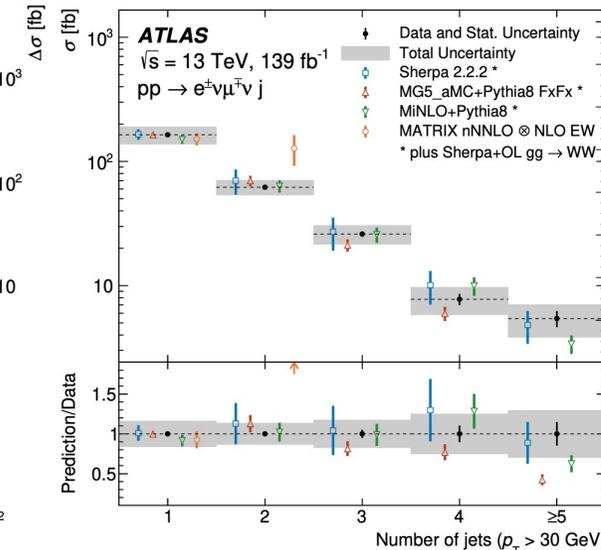 Δσ [fb]
σ [fb]
10³
10²
10
10³
10²
10
ATLAS
√s = 13 TeV, 139 fb⁻¹
pp → e±νμ∓ν j
Data and Stat. Uncertainty
Total Uncertainty
Sherpa 2.2.2 *
MG5_aMC+Pythia8 FxFx *
MiNLO+Pythia8 *
MATRIX nNNLO ⊗ NLO EW
* plus Sherpa+OL gg → WW
Prediction/Data
1.5
1
0.5
1 2 3 4 ≥5
Number of jets (p_T > 30 GeV